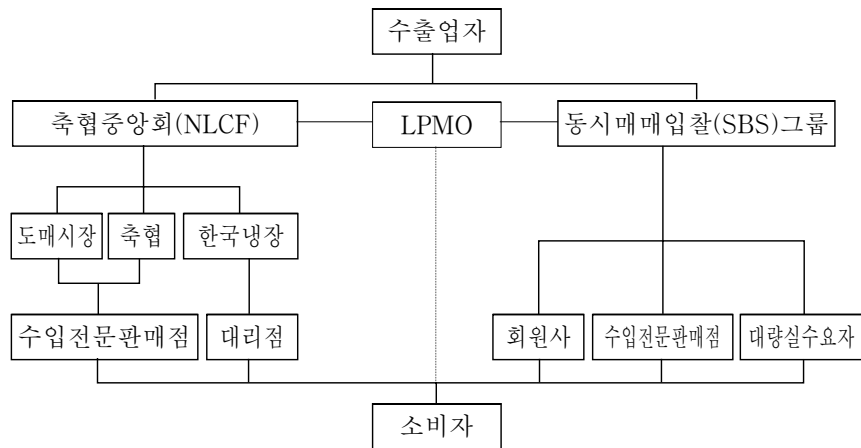 수출업자
축협중앙회(NLCF)
LPMO
동시매매입찰(SBS)그룹
도매시장
축협
한국냉장
수입전문판매점
대리점
회원사
수입전문판매점
대량실수요자
소비자